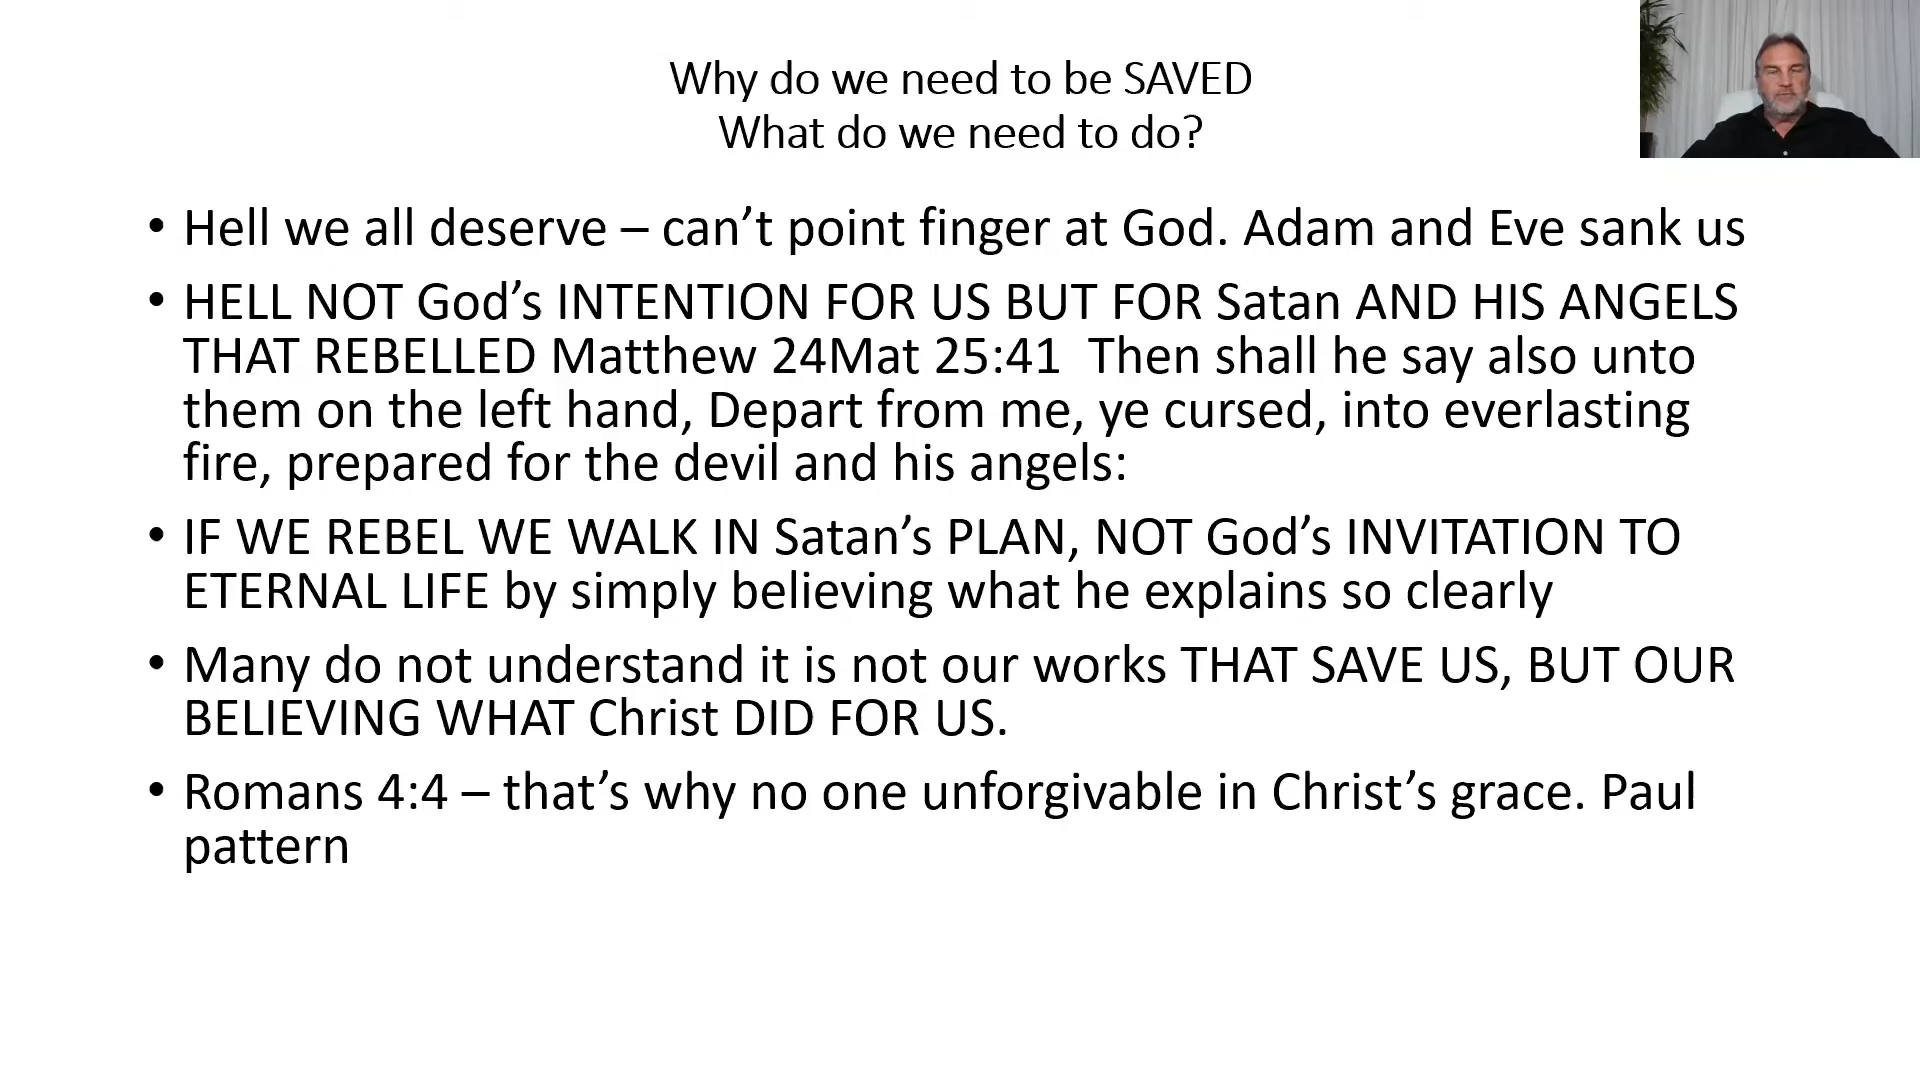 Why do we need to be SAVED
What do we need to do?
• Hell we all deserve – can’t point finger at God. Adam and Eve sank us
• HELL NOT God’s INTENTION FOR US BUT FOR Satan AND HIS ANGELS
THAT REBELLED Matthew 24Mat 25:41  Then shall he say also unto
them on the left hand, Depart from me, ye cursed, into everlasting
fire, prepared for the devil and his angels:
• IF WE REBEL WE WALK IN Satan’s PLAN, NOT God’s INVITATION TO
ETERNAL LIFE by simply believing what he explains so clearly
• Many do not understand it is not our works THAT SAVE US, BUT OUR
BELIEVING WHAT Christ DID FOR US.
• Romans 4:4 – that’s why no one unforgivable in Christ’s grace. Paul
pattern